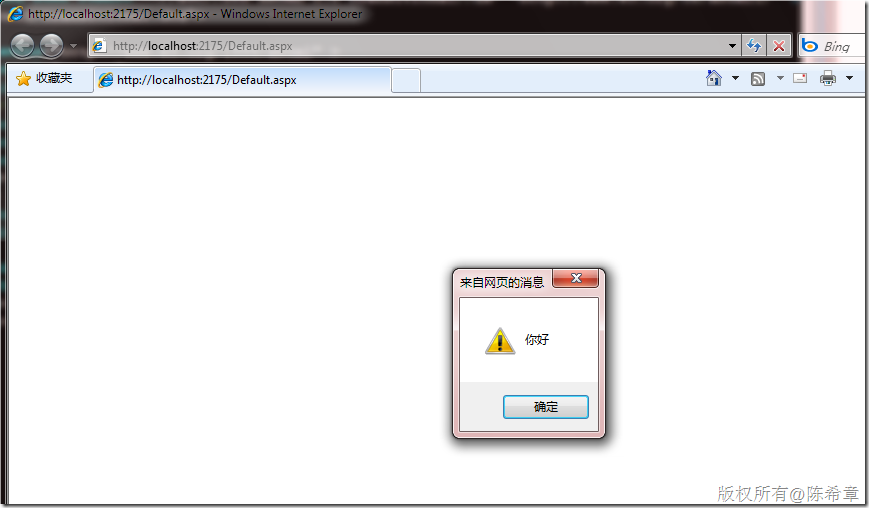 http://localhost:2175/Default.aspx - Windows Internet Explorer
http://localhost:2175/Default.aspx
Bing
收藏夹
http://localhost:2175/Default.aspx
来自网页的消息
你好
确定
版权所有@陈希章